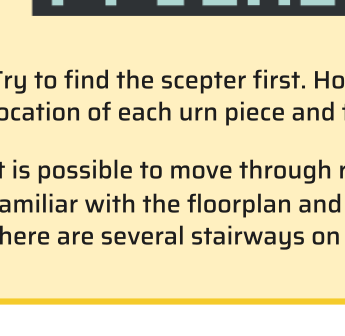 Try to find the scepter first. Ho
ocation of each urn piece and t
t is possible to move through r
amiliar with the floorplan and
here are several stairways on